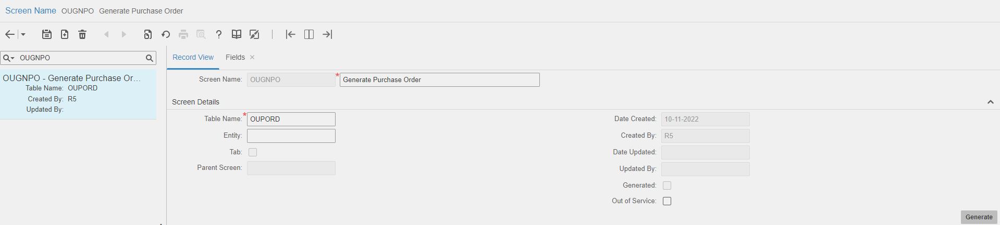 Screen Name OUGNPO Generate Purchase Order
OUGNPO
OUGNPO - Generate Purchase Or...
Table Name: OUPORD
Created By: R5
Updated By:
Record View Fields ×
Screen Name: * OUGNPO Generate Purchase Order
Screen Details
Table Name: * OUPORD Date Created: 10-11-2022
Entity: Created By: R5
Tab: Date Updated:
Parent Screen: Updated By:
Generated:
Out of Service:
Generate